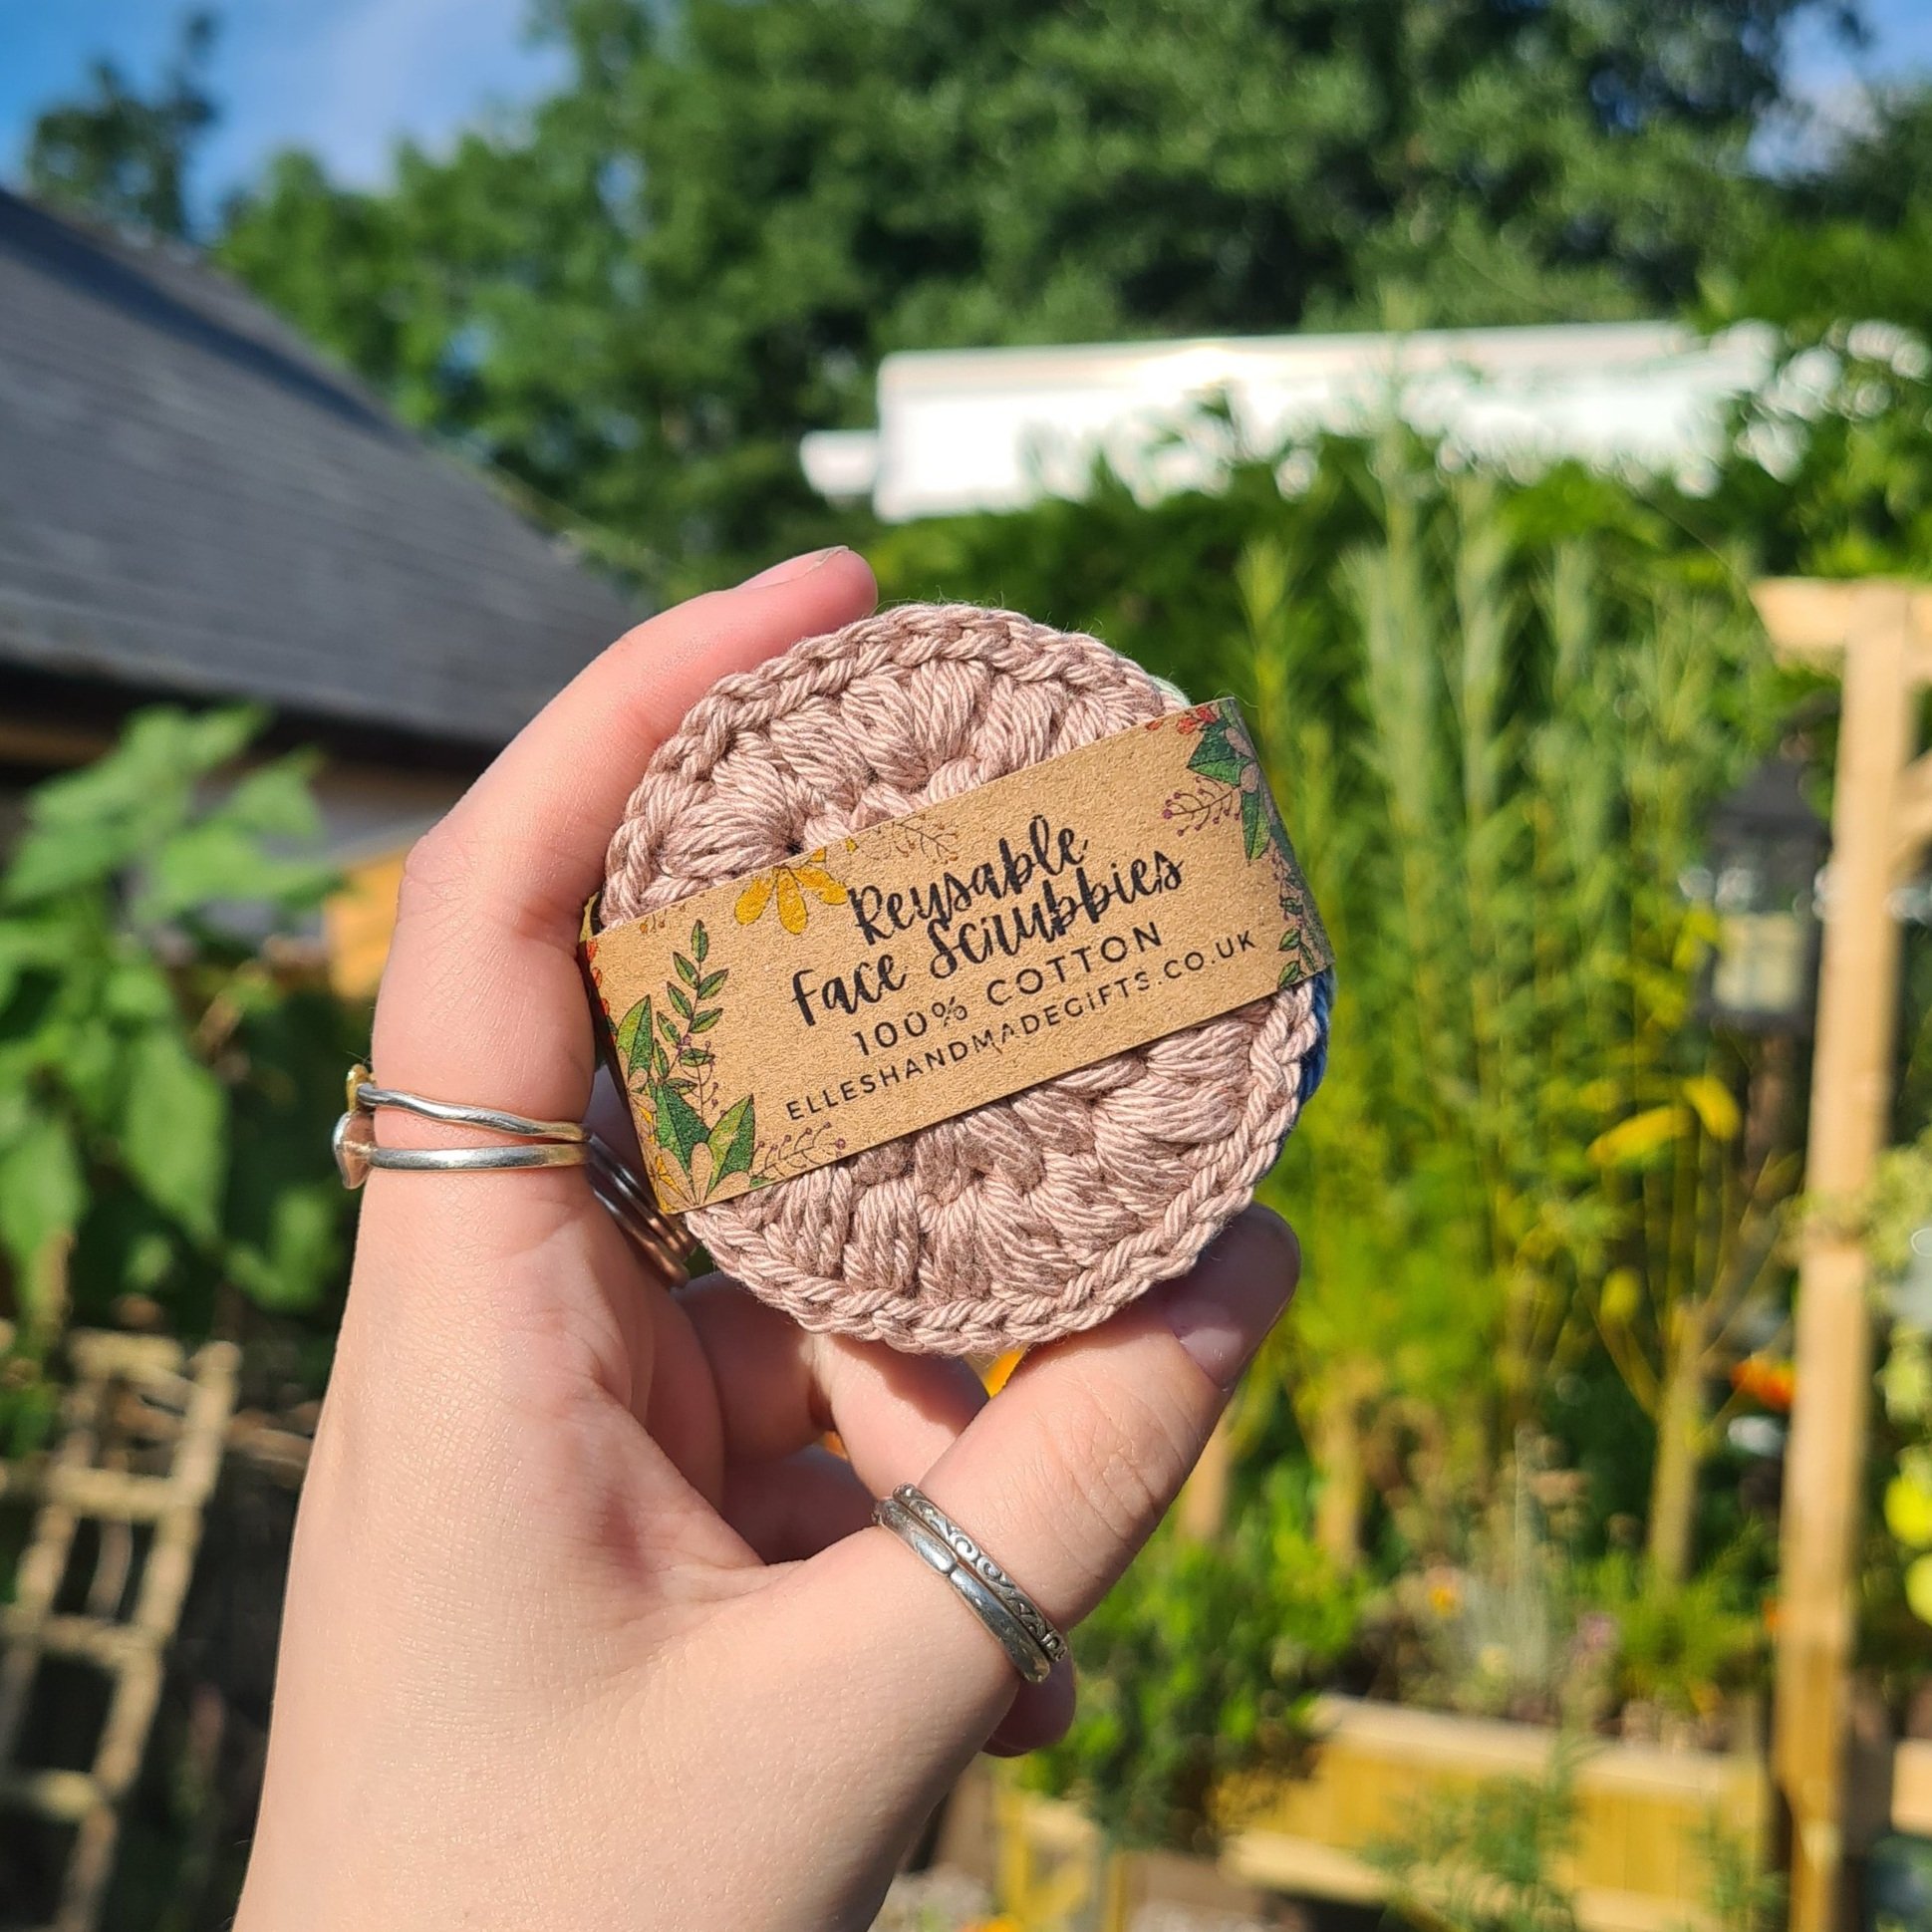 Reusable
Face Scrubbies
100% COTTON
ELLESHANDMADEGIFTS.CO.UK